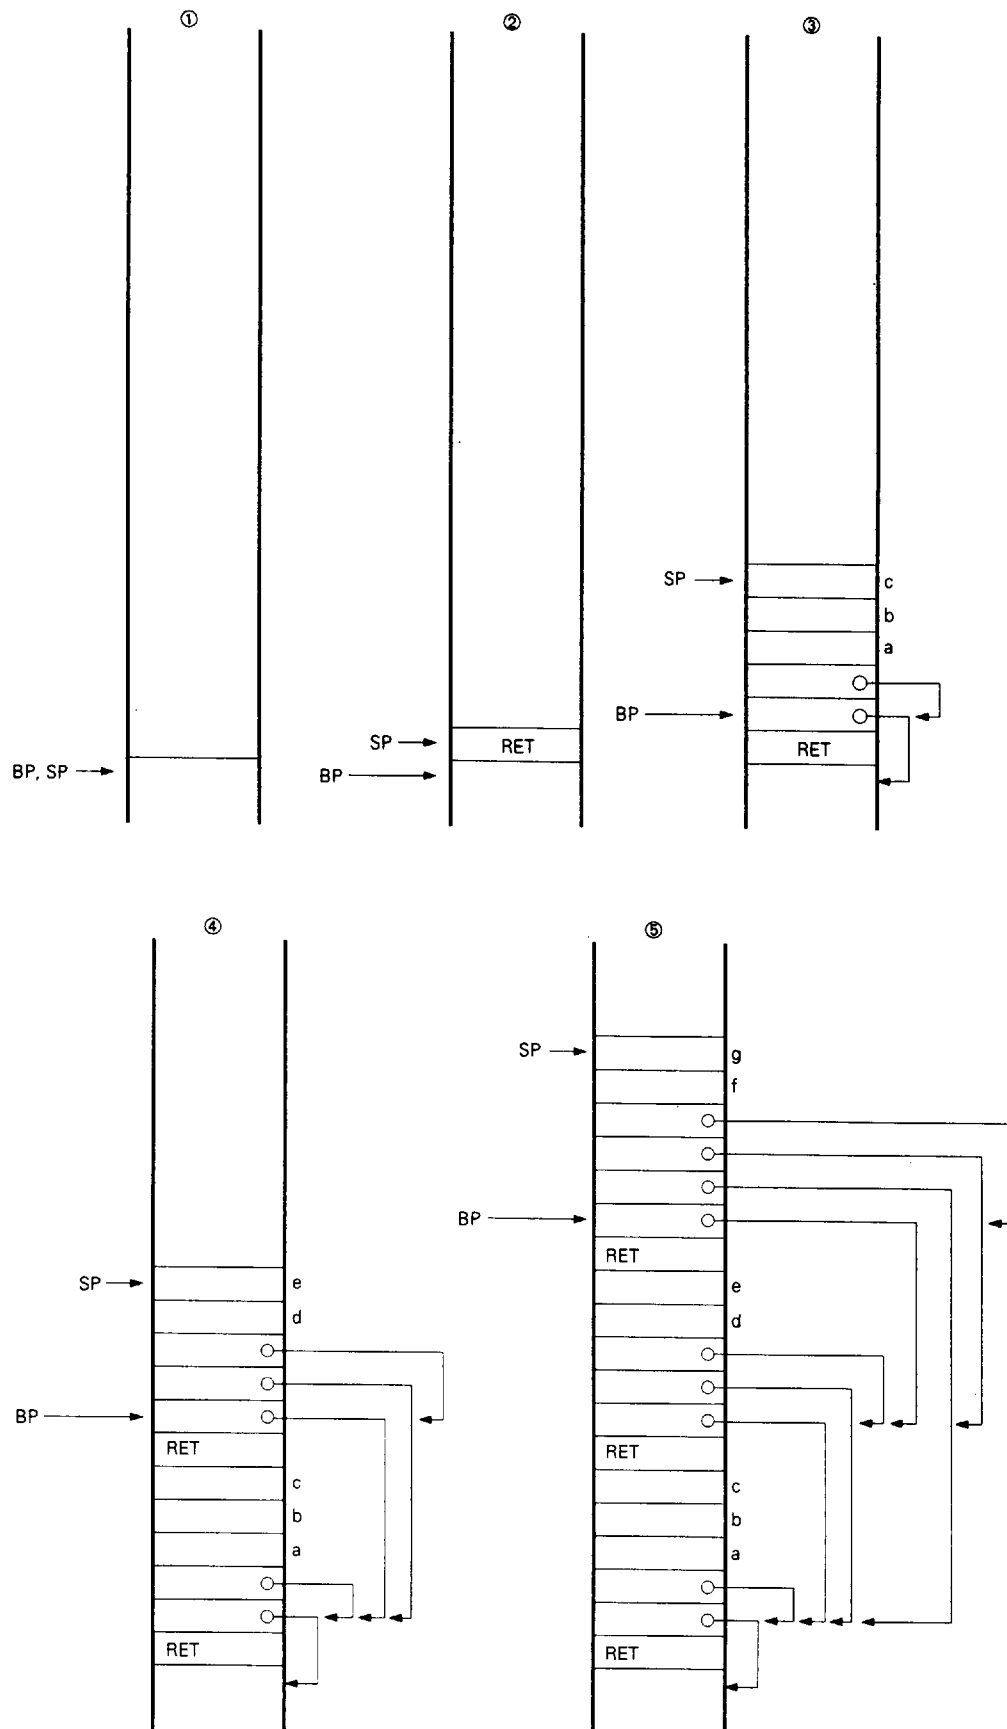 ①
②
③
SP
c
b
a
BP
RET
SP
RET
BP
BP, SP
④
⑤
SP
g
f
BP
RET
SP
e
d
e
d
BP
RET
RET
c
b
a
c
b
a
RET
RET